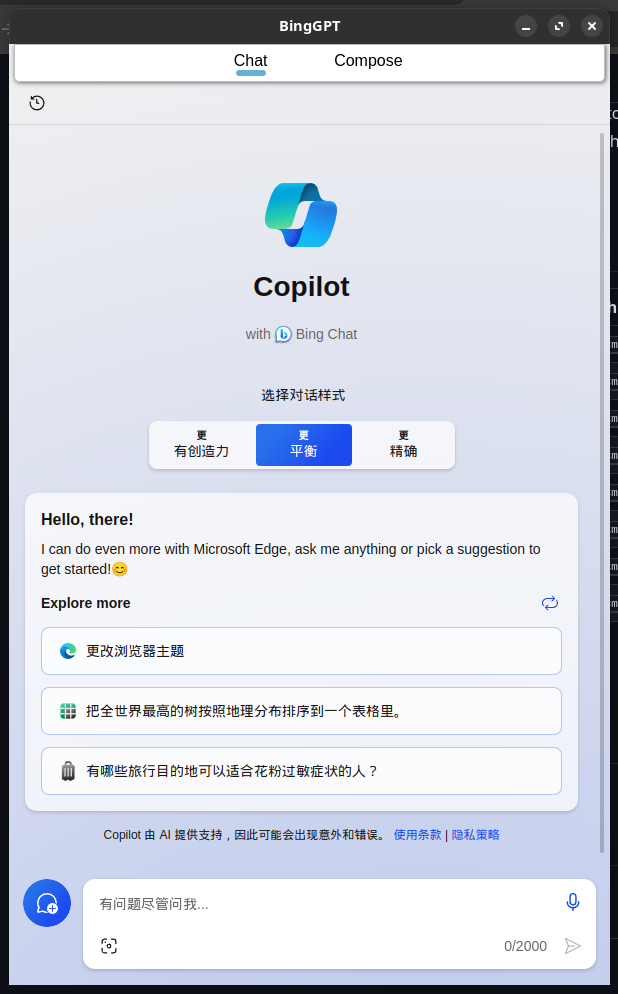 BingGPT
Chat Compose
Copilot
with Bing Chat
选择对话样式
更 更 更
有创造力 平衡 精确
Hello, there!
I can do even more with Microsoft Edge, ask me anything or pick a suggestion to
get started!😊
Explore more
更改浏览器主题
把全世界最高的树按照地理分布排序到一个表格里。
有哪些旅行目的地可以适合花粉过敏症状的人？
Copilot 由 AI 提供支持，因此可能会出现意外和错误。 使用条款 | 隐私策略
有问题尽管问我...
0/2000